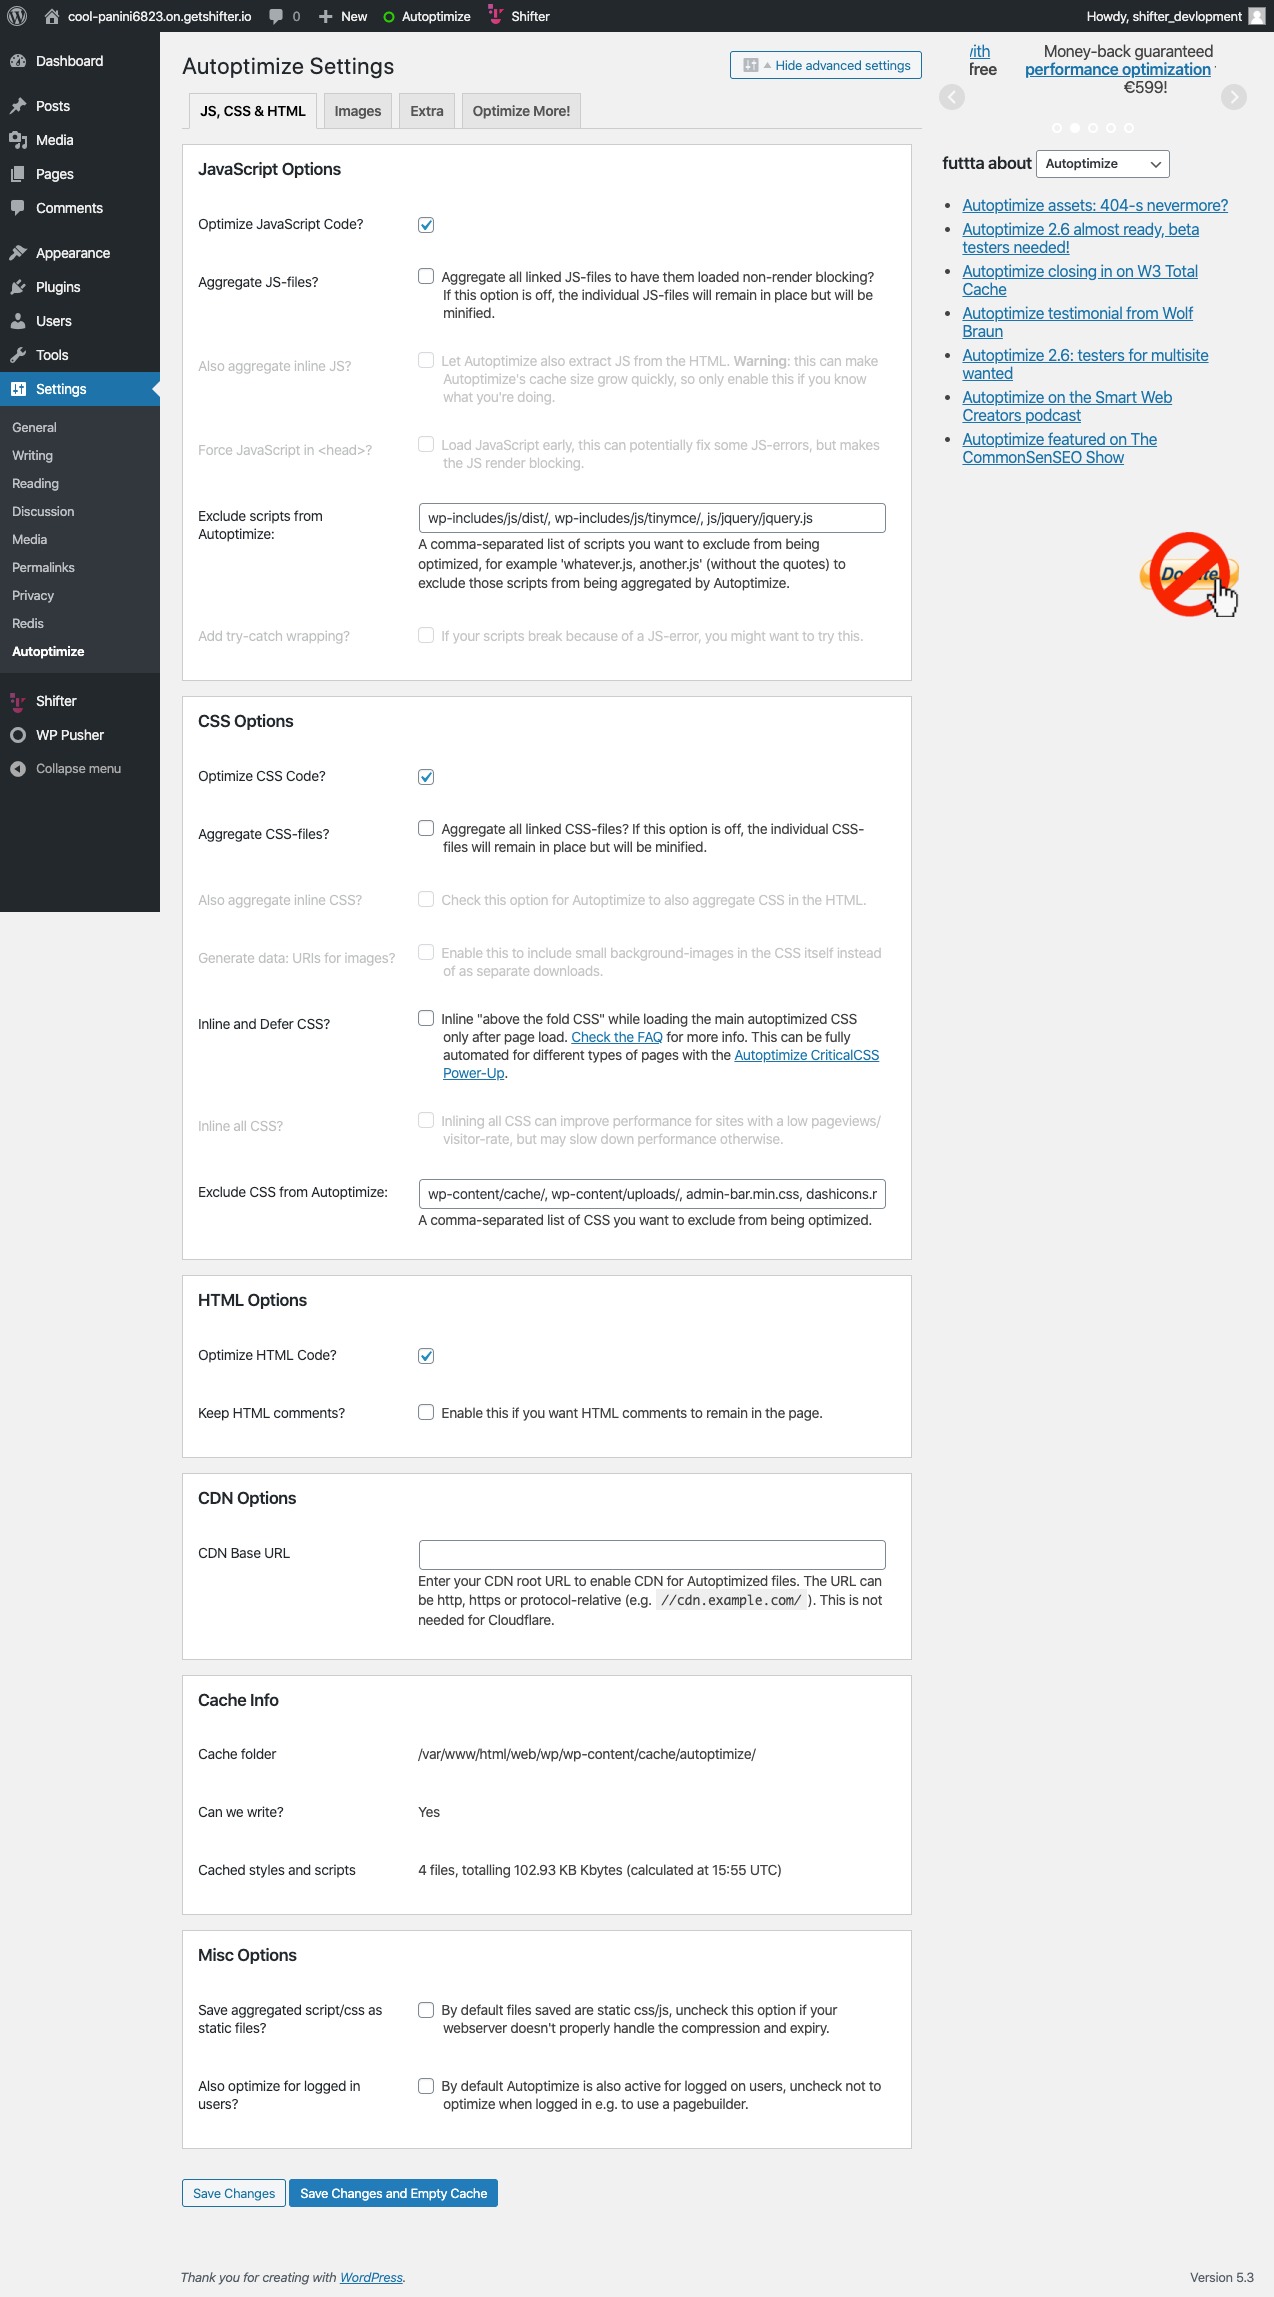 cool-panini6823.on.getshifter.io 0 New Autoptimize Shifter Howdy, shifter_devlopment
Dashboard
Posts
Media
Pages
Comments
Appearance
Plugins
Users
Tools
Settings
General
Writing
Reading
Discussion
Media
Permalinks
Privacy
Redis
Autoptimize
Shifter
WP Pusher
Collapse menu
Autoptimize Settings
Hide advanced settings
JS, CSS & HTML Images Extra Optimize More!
JavaScript Options
Optimize JavaScript Code?
Aggregate JS-files?
Aggregate all linked JS-files to have them loaded non-render blocking?
If this option is off, the individual JS-files will remain in place but will be
minified.
Also aggregate inline JS?
Let Autoptimize also extract JS from the HTML. Warning: this can make
Autoptimize's cache size grow quickly, so only enable this if you know
what you're doing.
Force JavaScript in <head>?
Load JavaScript early, this can potentially fix some JS-errors, but makes
the JS render blocking.
Exclude scripts from
Autoptimize:
wp-includes/js/dist/, wp-includes/js/tinymce/, js/jquery/jquery.js
A comma-separated list of scripts you want to exclude from being
optimized, for example 'whatever.js, another.js' (without the quotes) to
exclude those scripts from being aggregated by Autoptimize.
Add try-catch wrapping?
If your scripts break because of a JS-error, you might want to try this.
CSS Options
Optimize CSS Code?
Aggregate CSS-files?
Aggregate all linked CSS-files? If this option is off, the individual CSS-
files will remain in place but will be minified.
Also aggregate inline CSS?
Check this option for Autoptimize to also aggregate CSS in the HTML.
Generate data: URIs for images?
Enable this to include small background-images in the CSS itself instead
of as separate downloads.
Inline and Defer CSS?
Inline "above the fold CSS" while loading the main autoptimized CSS
only after page load. Check the FAQ for more info. This can be fully
automated for different types of pages with the Autoptimize CriticalCSS
Power-Up.
Inline all CSS?
Inlining all CSS can improve performance for sites with a low pageviews/
visitor-rate, but may slow down performance otherwise.
Exclude CSS from Autoptimize:
wp-content/cache/, wp-content/uploads/, admin-bar.min.css, dashicons.r
A comma-separated list of CSS you want to exclude from being optimized.
HTML Options
Optimize HTML Code?
Keep HTML comments?
Enable this if you want HTML comments to remain in the page.
CDN Options
CDN Base URL
Enter your CDN root URL to enable CDN for Autoptimized files. The URL can
be http, https or protocol-relative (e.g. //cdn.example.com/ ). This is not
needed for Cloudflare.
Cache Info
Cache folder
/var/www/html/web/wp/wp-content/cache/autoptimize/
Can we write?
Yes
Cached styles and scripts
4 files, totalling 102.93 KB Kbytes (calculated at 15:55 UTC)
Misc Options
Save aggregated script/css as
static files?
By default files saved are static css/js, uncheck this option if your
webserver doesn't properly handle the compression and expiry.
Also optimize for logged in
users?
By default Autoptimize is also active for logged on users, uncheck not to
optimize when logged in e.g. to use a pagebuilder.
Save Changes Save Changes and Empty Cache
with
free
Money-back guaranteed
performance optimization
€599!
futtta about Autoptimize
Autoptimize assets: 404-s nevermore?
Autoptimize 2.6 almost ready, beta
testers needed!
Autoptimize closing in on W3 Total
Cache
Autoptimize testimonial from Wolf
Braun
Autoptimize 2.6: testers for multisite
wanted
Autoptimize on the Smart Web
Creators podcast
Autoptimize featured on The
CommonSenSEO Show
Donate
Thank you for creating with WordPress.
Version 5.3